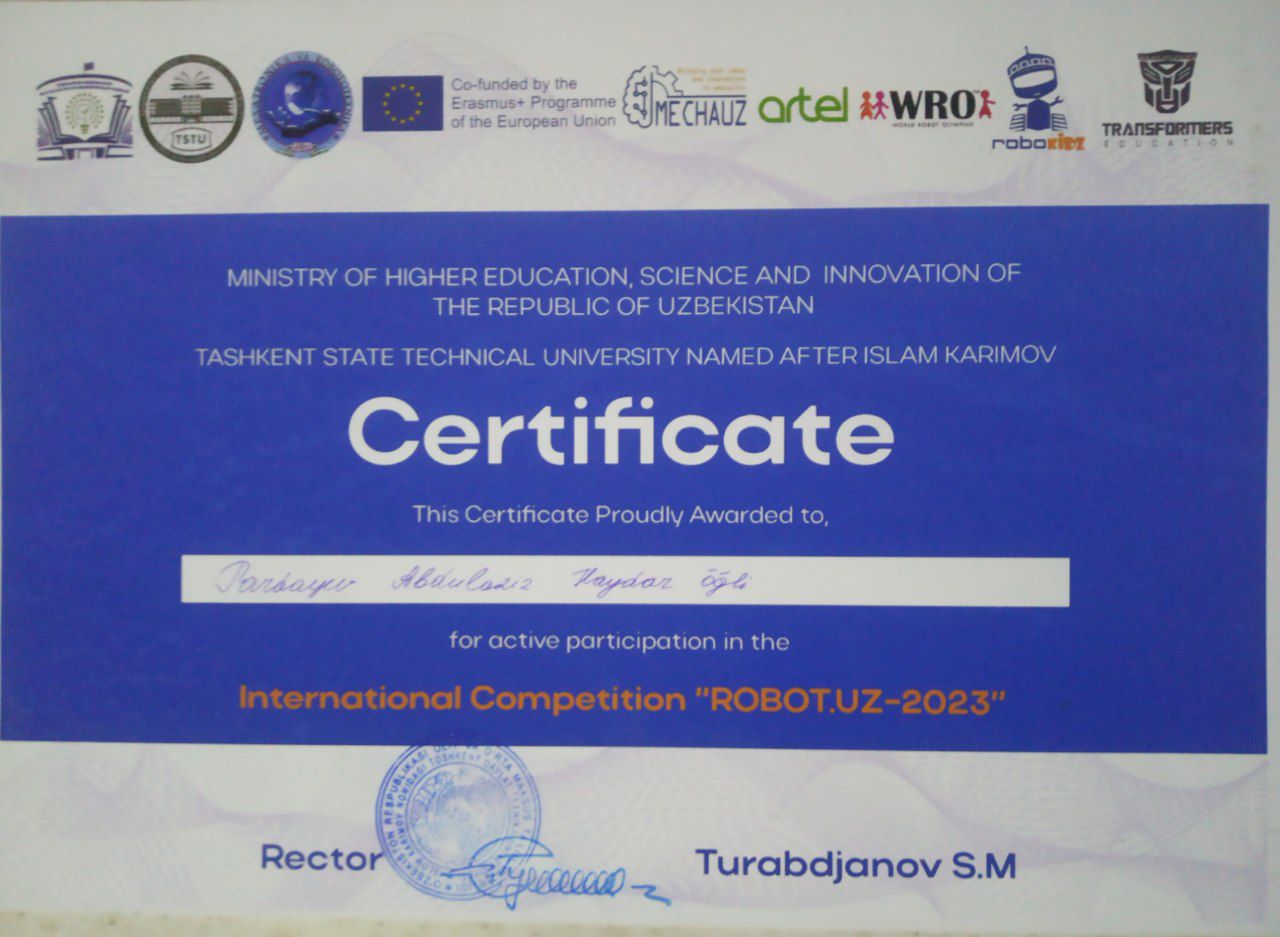 TSTU
Co-funded by the
Erasmus+ Programme
of the European Union
MECHAUZ
artel
WRO
WORLD ROBOT OLYMPIAD
robokidz
TRANSFORMERS
EDUCATION
MINISTRY OF HIGHER EDUCATION, SCIENCE AND INNOVATION OF
THE REPUBLIC OF UZBEKISTAN
TASHKENT STATE TECHNICAL UNIVERSITY NAMED AFTER ISLAM KARIMOV
Certificate
This Certificate Proudly Awarded to,
Abdulaziz Haydar
for active participation in the
International Competition “ROBOT.UZ-2023”
O'ZBEKISTON RESPUBLIKASI
Rector
Turabdjanov S.M